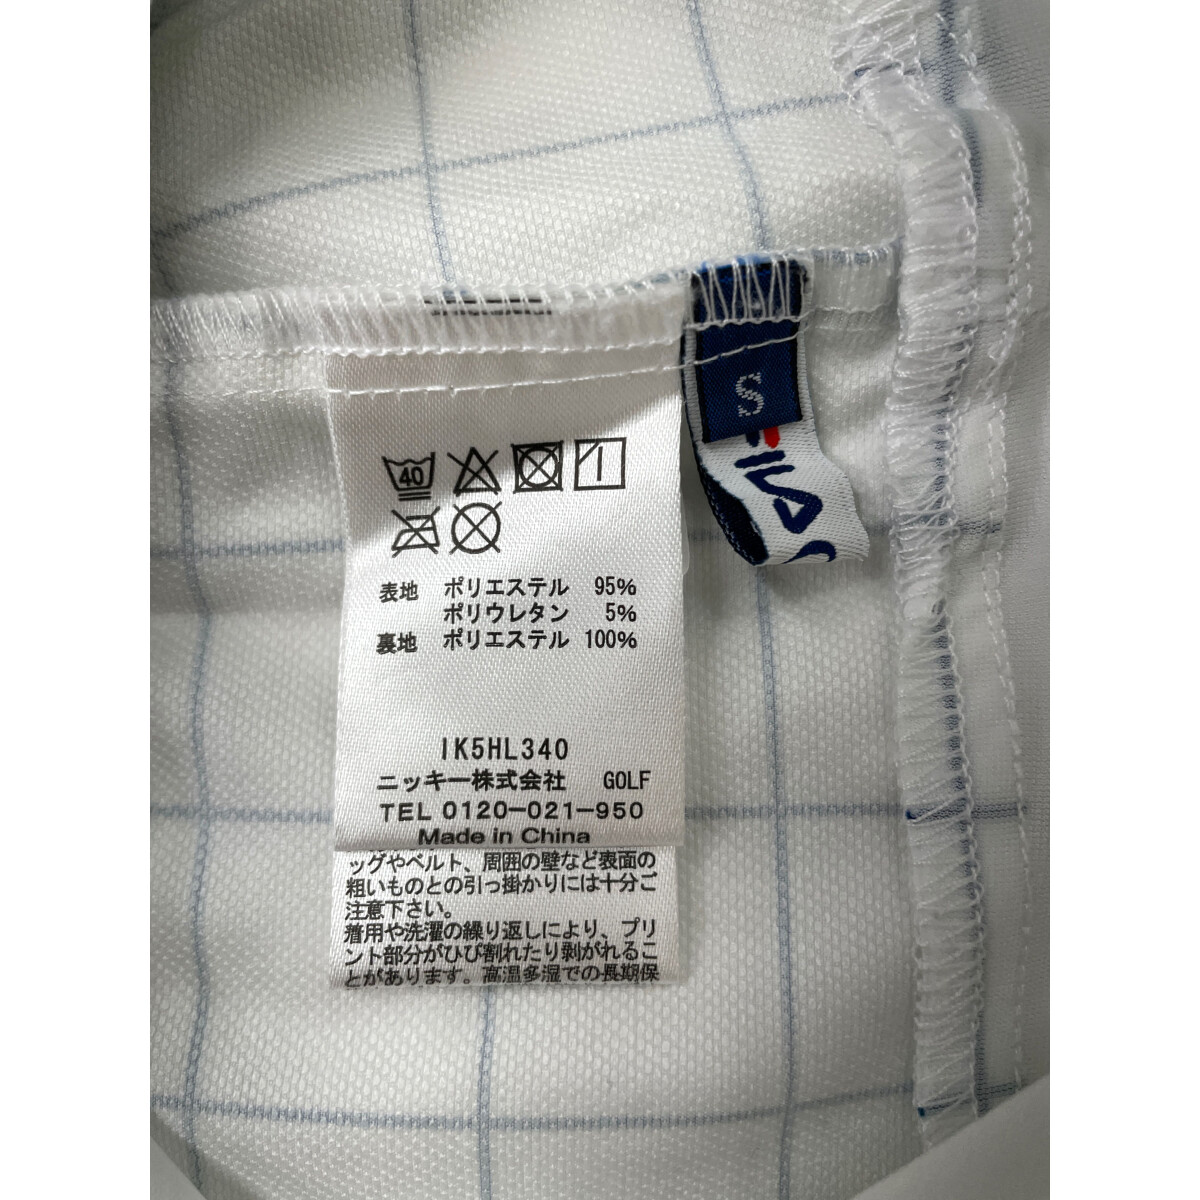 S
FILA
40
表地 ポリエステル 95%
ポリウレタン 5%
裏地 ポリエステル 100%
IK5HL340
ニッキー株式会社 GOLF
TEL 0120-021-950
Made in China
ッグやベルト、周囲の壁など表面の
粗いものとの引っ掛かりには十分ご
注意下さい。
着用や洗濯の繰り返しにより、プリ
ント部分がひび割れたり剥がれるこ
とがあります。高温多湿での長期保